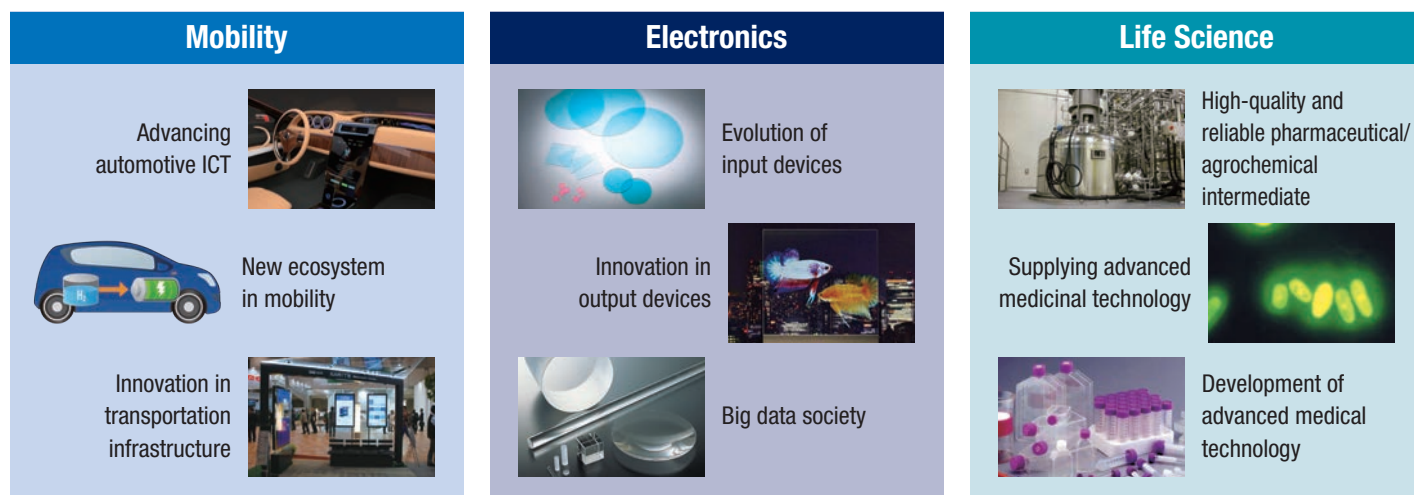 Mobility
Advancing
automotive ICT
H₂
New ecosystem
in mobility
Innovation in
transportation
infrastructure
Electronics
Evolution of
input devices
Innovation in
output devices
Big data society
Life Science
High-quality and
reliable pharmaceutical/
agrochemical
intermediate
Supplying advanced
medicinal technology
Development of
advanced medical
technology